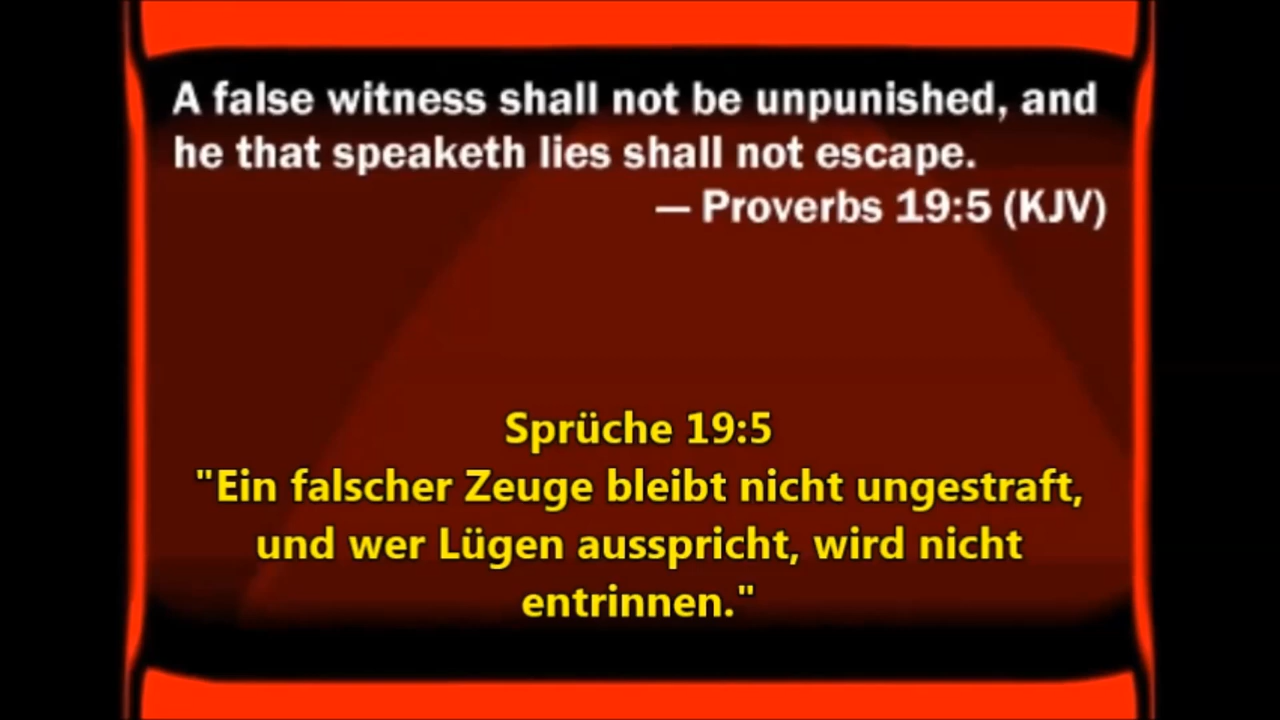 A false witness shall not be unpunished, and
he that speaketh lies shall not escape.
— Proverbs 19:5 (KJV)
Sprüche 19:5
"Ein falscher Zeuge bleibt nicht ungestraft,
und wer Lügen ausspricht, wird nicht
entrinnen."